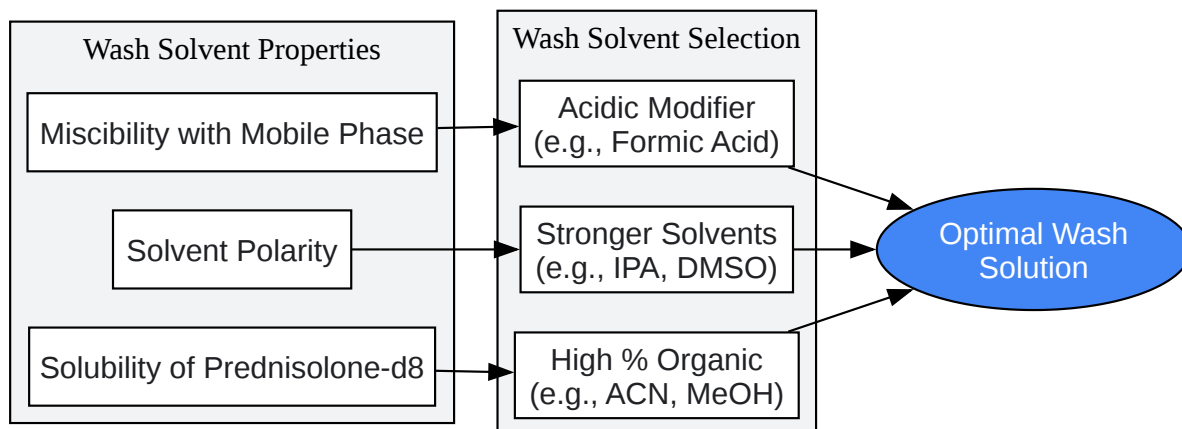 Wash Solvent Properties
Miscibility with Mobile Phase
Solvent Polarity
Solubility of Prednisolone-d8
Wash Solvent Selection
Acidic Modifier
(e.g., Formic Acid)
Stronger Solvents
(e.g., IPA, DMSO)
High % Organic
(e.g., ACN, MeOH)
Optimal Wash
Solution